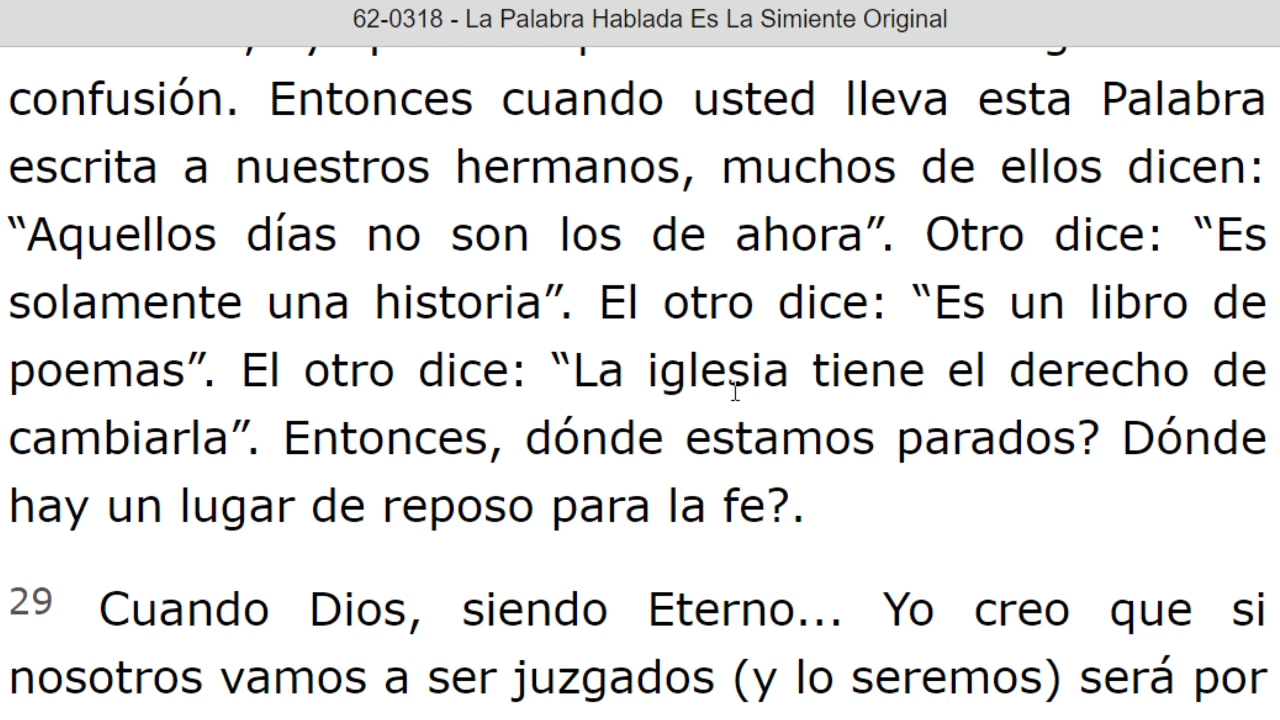 62-0318 - La Palabra Hablada Es La Simiente Original
confusión. Entonces cuando usted lleva esta Palabra
escrita a nuestros hermanos, muchos de ellos dicen:
“Aquellos días no son los de ahora”. Otro dice: “Es
solamente una historia”. El otro dice: “Es un libro de
poemas”. El otro dice: “La iglesia tiene el derecho de
cambiarla”. Entonces, dónde estamos parados? Dónde
hay un lugar de reposo para la fe?.
29 Cuando Dios, siendo Eterno... Yo creo que si
nosotros vamos a ser juzgados (y lo seremos) será por